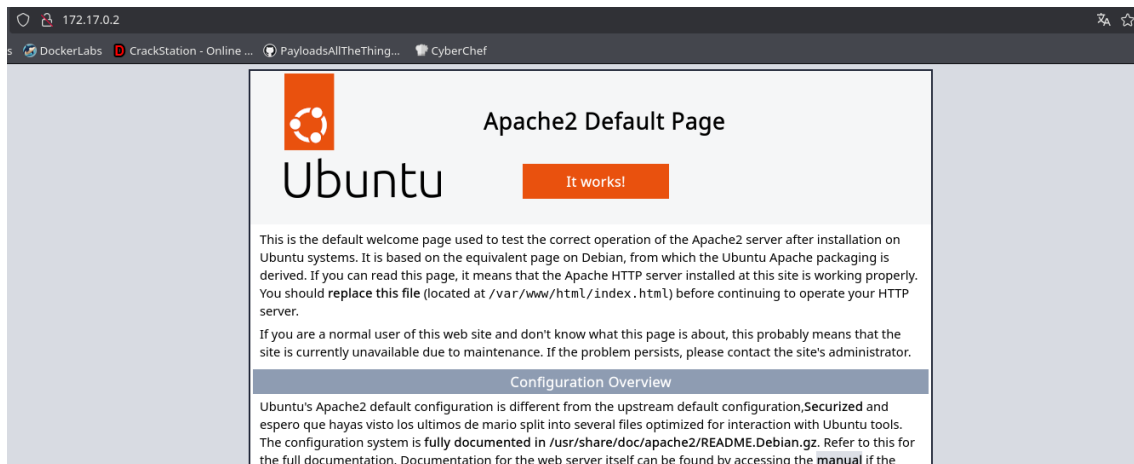 172.17.0.2
s DockerLabs CrackStation - Online ... PayloadsAllTheThing... CyberChef
Apache2 Default Page
Ubuntu
It works!
This is the default welcome page used to test the correct operation of the Apache2 server after installation on
Ubuntu systems. It is based on the equivalent page on Debian, from which the Ubuntu Apache packaging is
derived. If you can read this page, it means that the Apache HTTP server installed at this site is working properly.
You should replace this file (located at /var/www/html/index.html) before continuing to operate your HTTP
server.
If you are a normal user of this web site and don't know what this page is about, this probably means that the
site is currently unavailable due to maintenance. If the problem persists, please contact the site's administrator.
Configuration Overview
Ubuntu's Apache2 default configuration is different from the upstream default configuration,Securized and
espero que hayas visto los ultimos de mario split into several files optimized for interaction with Ubuntu tools.
The configuration system is fully documented in /usr/share/doc/apache2/README.Debian.gz. Refer to this for
the full documentation. Documentation for the web server itself can be found by accessing the manual if the